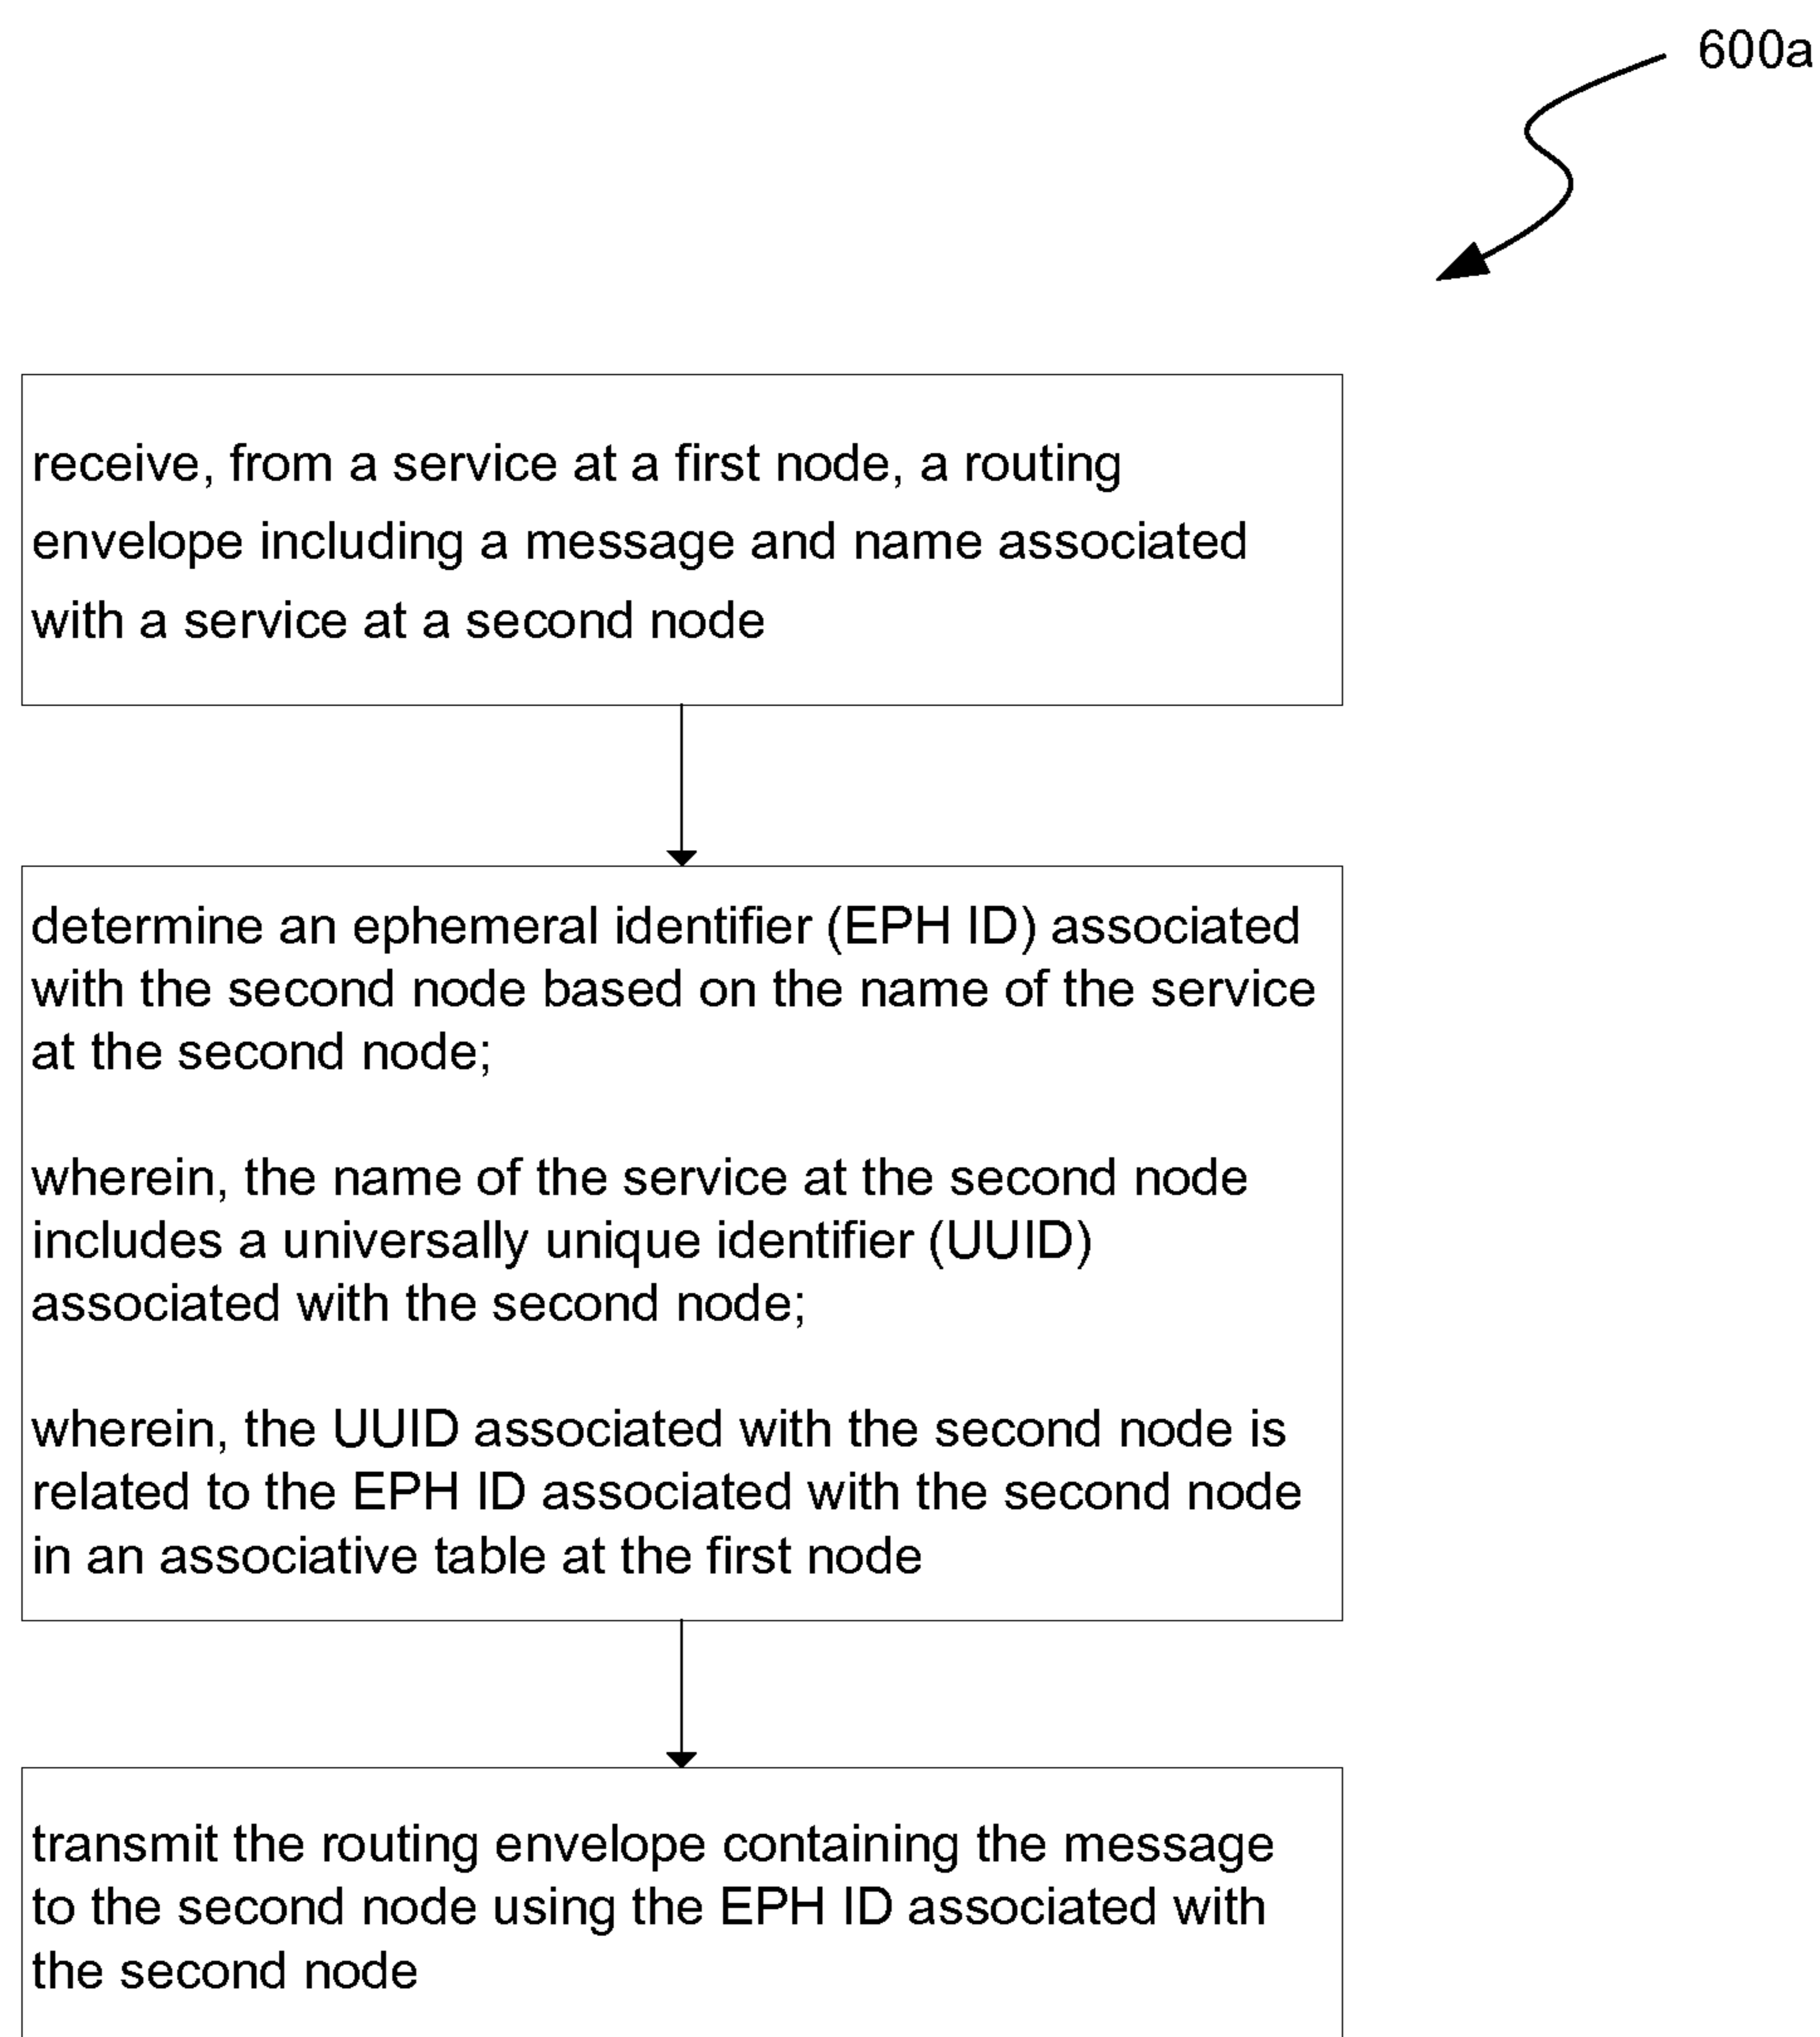 600a
receive, from a service at a first node, a routing
envelope including a message and name associated
with a service at a second node
determine an ephemeral identifier (EPH ID) associated
with the second node based on the name of the service
at the second node;
wherein, the name of the service at the second node
includes a universally unique identifier (UUID)
associated with the second node;
wherein, the UUID associated with the second node is
related to the EPH ID associated with the second node
in an associative table at the first node
transmit the routing envelope containing the message
to the second node using the EPH ID associated with
the second node